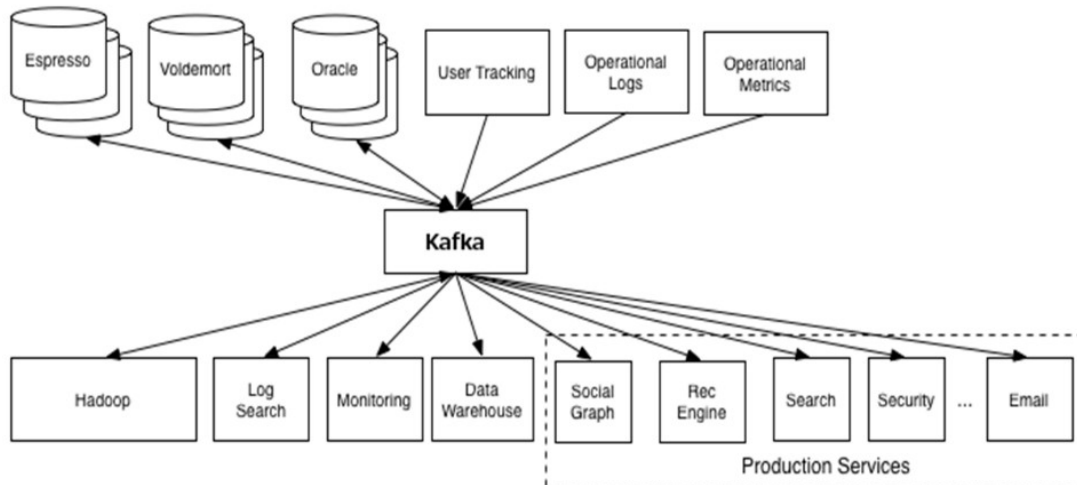 Espresso
Voldemort
Oracle
User Tracking
Operational
Logs
Operational
Metrics
Kafka
Hadoop
Log
Search
Monitoring
Data
Warehouse
Social
Graph
Rec
Engine
Search
Security
...
Email
Production Services